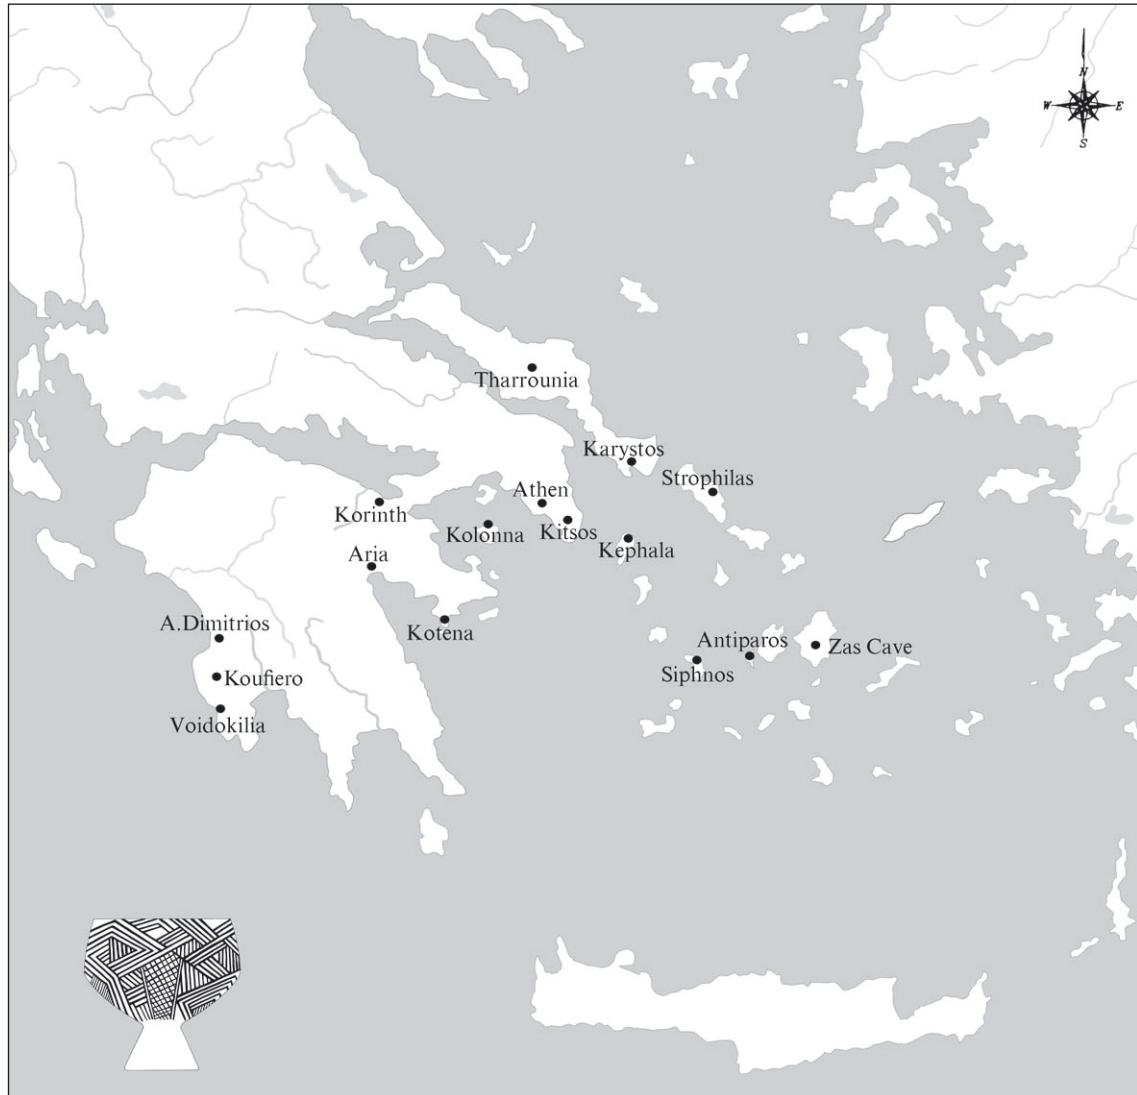 N
W
E
S
Tharrounia
Karystos
Strophilas
Athen
Korinth
Kolonna
Kitsos
Kephala
Aria
A.Dimitrios
Kotena
Antiparos
Zas Cave
Siphnos
Koufiero
Voidokilia